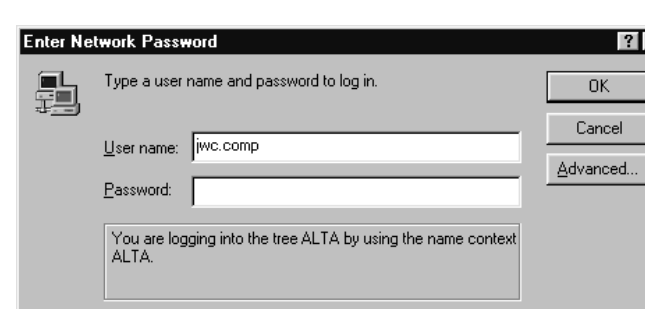 Enter Network Password
?
Type a user name and password to log in.
OK
Cancel
User name: jwc.comp
Advanced...
Password:
You are logging into the tree ALTA by using the name context
ALTA.